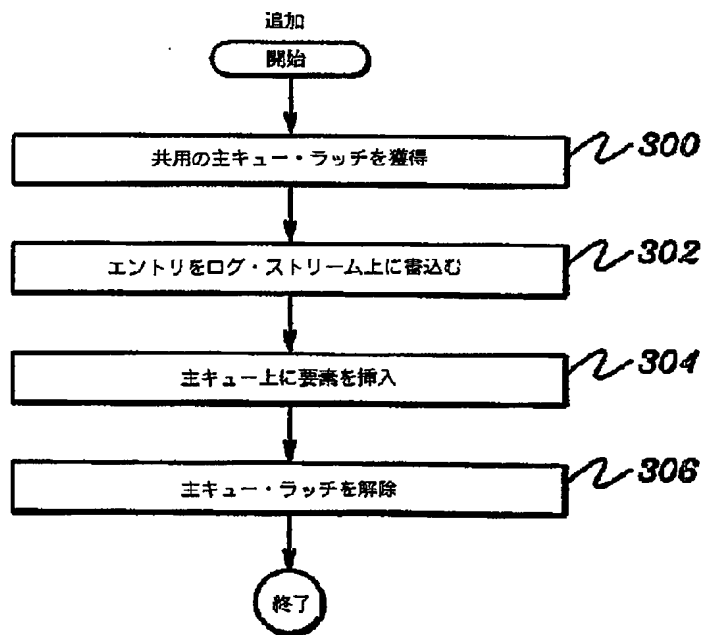 追加
開始
共用の主キュー・ラッチを獲得
300
エントリをログ・ストリーム上に書込む
302
主キュー上に要素を挿入
304
主キュー・ラッチを解除
306
終了